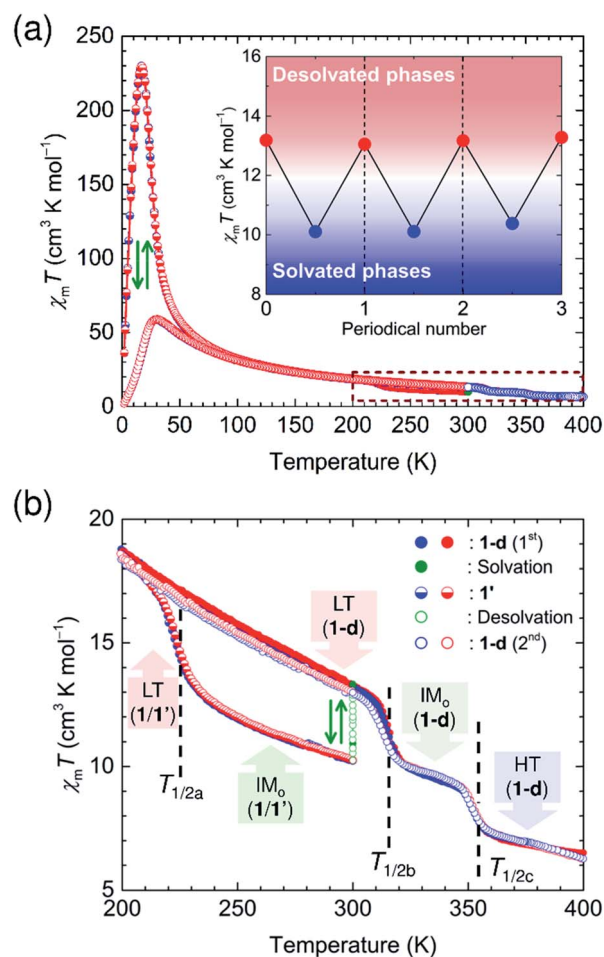 (a)
250
200
150
100
50
0
χₘT (cm³ K mol⁻¹)
0 50 100 150 200 250 300 350 400
Temperature (K)
16
14
12
10
8
χₘT (cm³ K mol⁻¹)
Desolvated phases
Solvated phases
0 1 2 3
Periodical number
(b)
20
15
10
5
χₘT (cm³ K mol⁻¹)
: 1-d (1ˢᵗ)
: Solvation
: 1'
: Desolvation
: 1-d (2ⁿᵈ)
LT
(1-d)
IMₒ
(1-d)
HT
(1-d)
LT
(1/1')
IMₒ
(1/1')
T1/2a
T1/2b
T1/2c
200 250 300 350 400
Temperature (K)